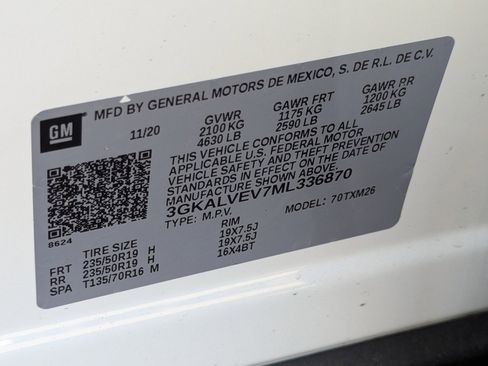 GM
MFD BY GENERAL MOTORS DE MEXICO, S. DE R.L. DE C.V.
11/20 GVWR GAWR FRT GAWR RR
2100 KG 1175 KG 1200 KG
4630 LB 2590 LB 2645 LB
THIS VEHICLE CONFORMS TO ALL
APPLICABLE U.S. FEDERAL MOTOR
VEHICLE SAFETY AND THEFT PREVENTION
STANDARDS IN EFFECT ON THE DATE OF
MANUFACTURE SHOWN ABOVE.
3GKALVEV7ML336870
TYPE: M.P.V. MODEL: 70TXM26
8624
TIRE SIZE RIM
FRT 235/50R19 H 19X7.5J
RR 235/50R19 H 19X7.5J
SPA T135/70R16 M 16X4BT